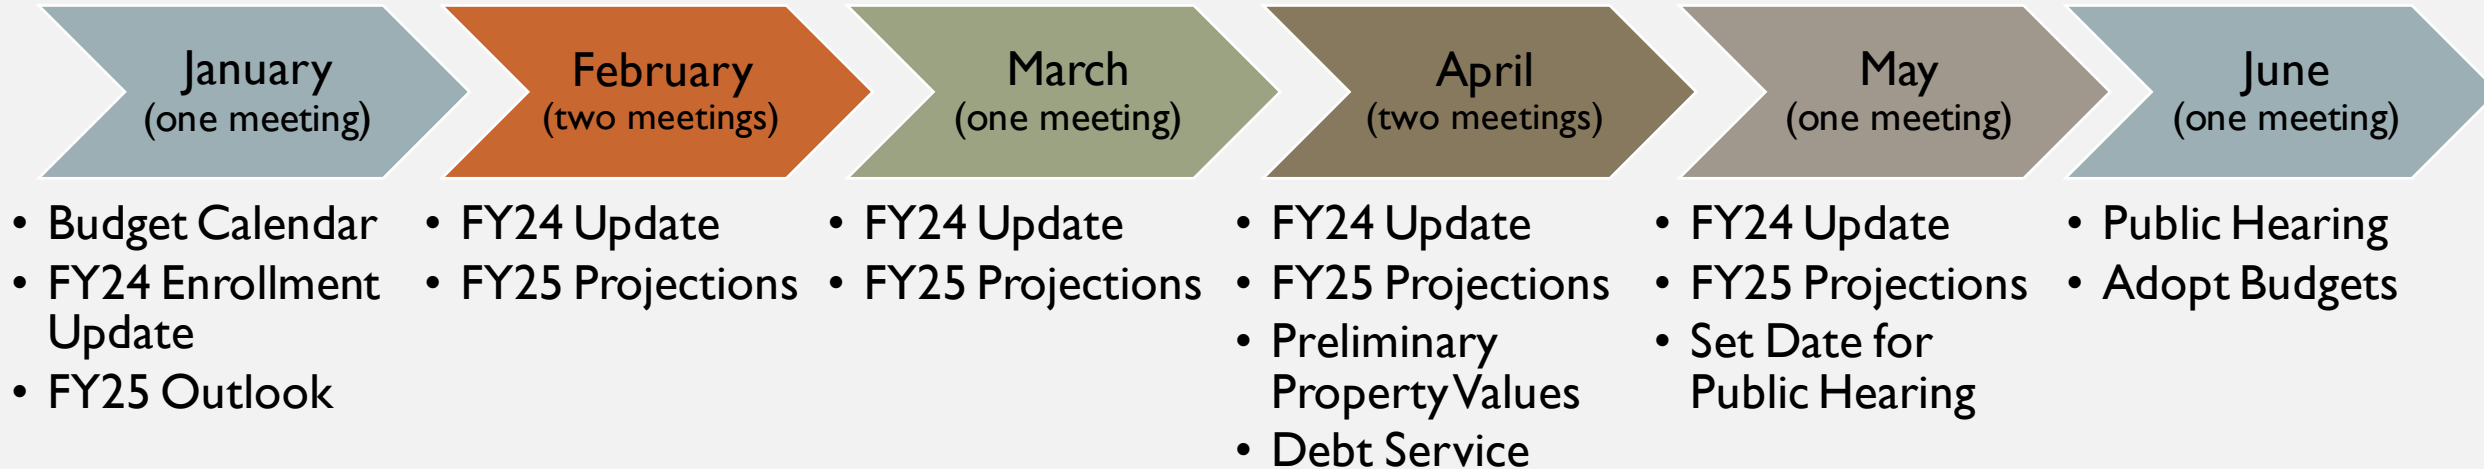 January
(one meeting)
• Budget Calendar
• FY24 Enrollment
Update
• FY25 Outlook
February
(two meetings)
• FY24 Update
• FY25 Projections
March
(one meeting)
• FY24 Update
• FY25 Projections
April
(two meetings)
• FY24 Update
• FY25 Projections
• Preliminary
Property Values
• Debt Service
May
(one meeting)
• FY24 Update
• FY25 Projections
• Set Date for
Public Hearing
June
(one meeting)
• Public Hearing
• Adopt Budgets